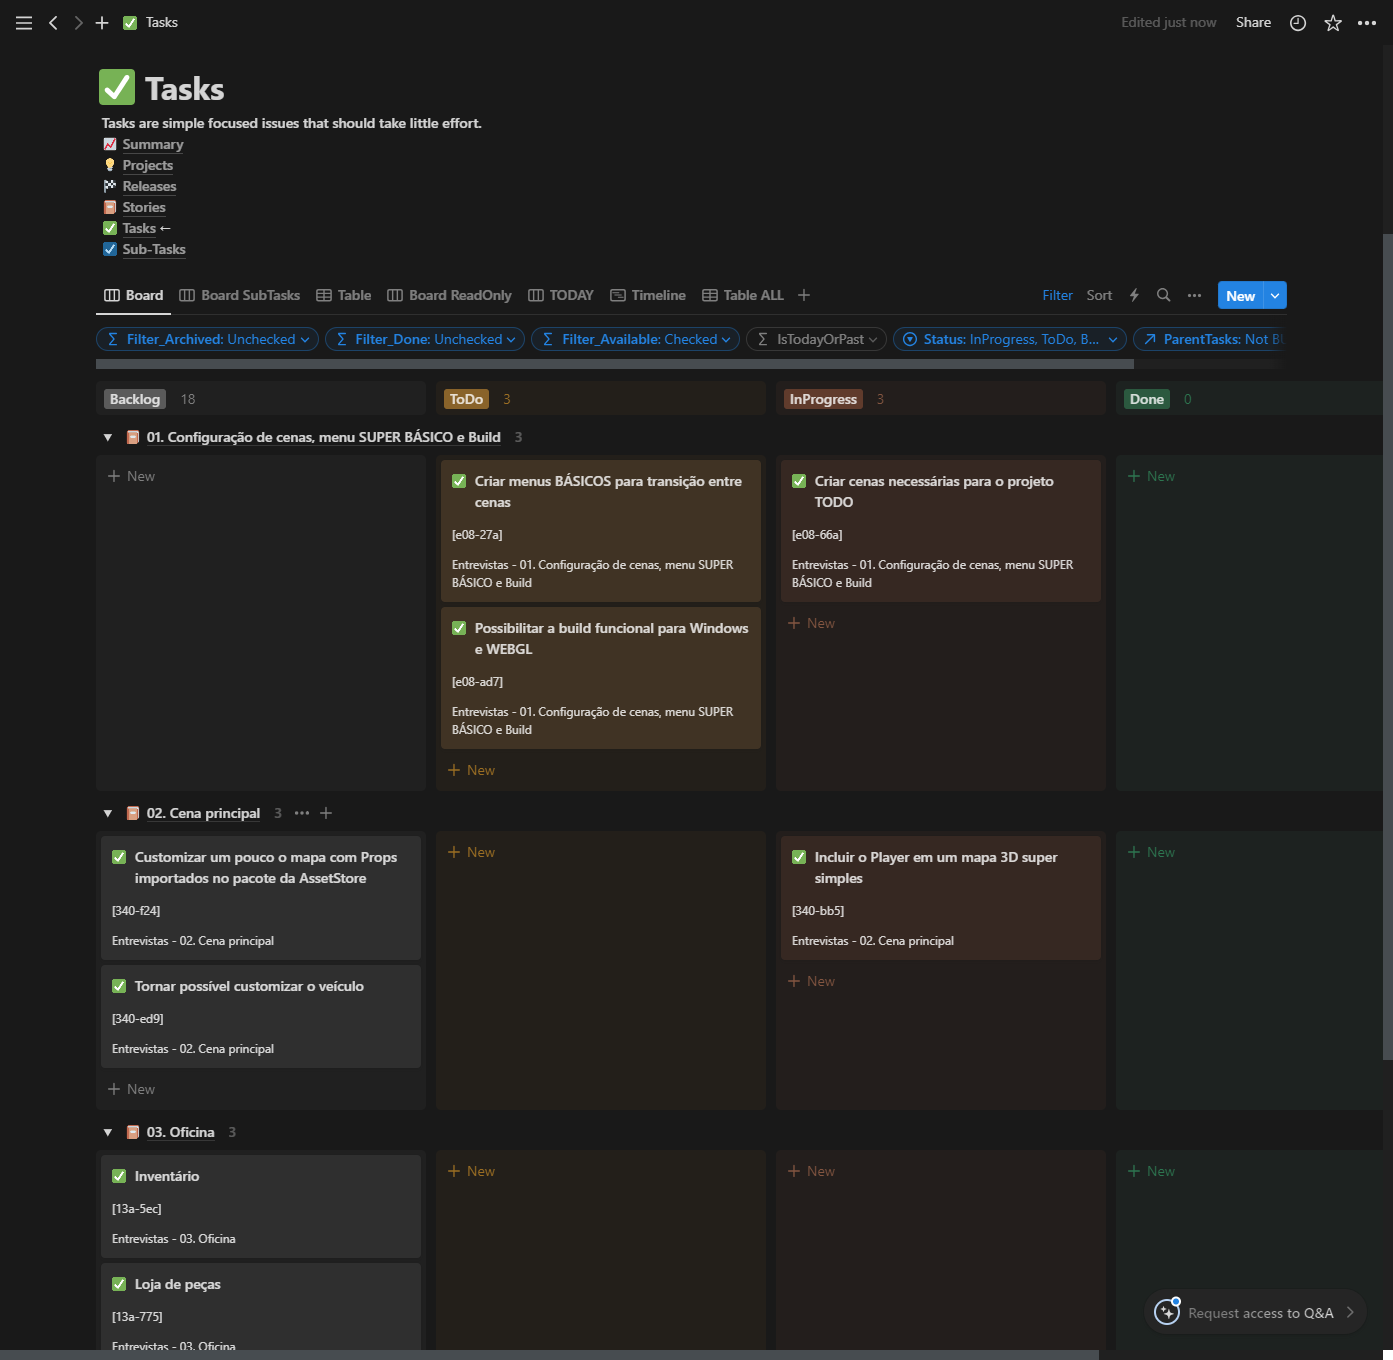 Tasks
Edited just now
Share
Tasks
Tasks are simple focused issues that should take little effort.
Summary
Projects
Releases
Stories
Tasks ←
Sub-Tasks
Board
Board SubTasks
Table
Board ReadOnly
TODAY
Timeline
Table ALL
Filter
Sort
New
Filter_Archived: Unchecked
Filter_Done: Unchecked
Filter_Available: Checked
IsTodayOrPast
Status: InProgress, ToDo, B...
ParentTasks: Not
Backlog 18
ToDo 3
InProgress 3
Done 0
01. Configuração de cenas, menu SUPER BÁSICO e Build 3
New
Criar menus BÁSICOS para transição entre
cenas
[e08-27a]
Entrevistas - 01. Configuração de cenas, menu SUPER
BÁSICO e Build
Possibilitar a build funcional para Windows
e WEBGL
[e08-ad7]
Entrevistas - 01. Configuração de cenas, menu SUPER
BÁSICO e Build
New
Criar cenas necessárias para o projeto
TODO
[e08-66a]
Entrevistas - 01. Configuração de cenas, menu SUPER
BÁSICO e Build
New
New
02. Cena principal 3
Customizar um pouco o mapa com Props
importados no pacote da AssetStore
[340-f24]
Entrevistas - 02. Cena principal
Tornar possível customizar o veículo
[340-ed9]
Entrevistas - 02. Cena principal
New
New
Incluir o Player em um mapa 3D super
simples
[340-bb5]
Entrevistas - 02. Cena principal
New
New
03. Oficina 3
Inventário
[13a-5ec]
Entrevistas - 03. Oficina
Loja de peças
[13a-775]
Entrevistas - 03. Oficina
New
New
New
Request access to Q&A